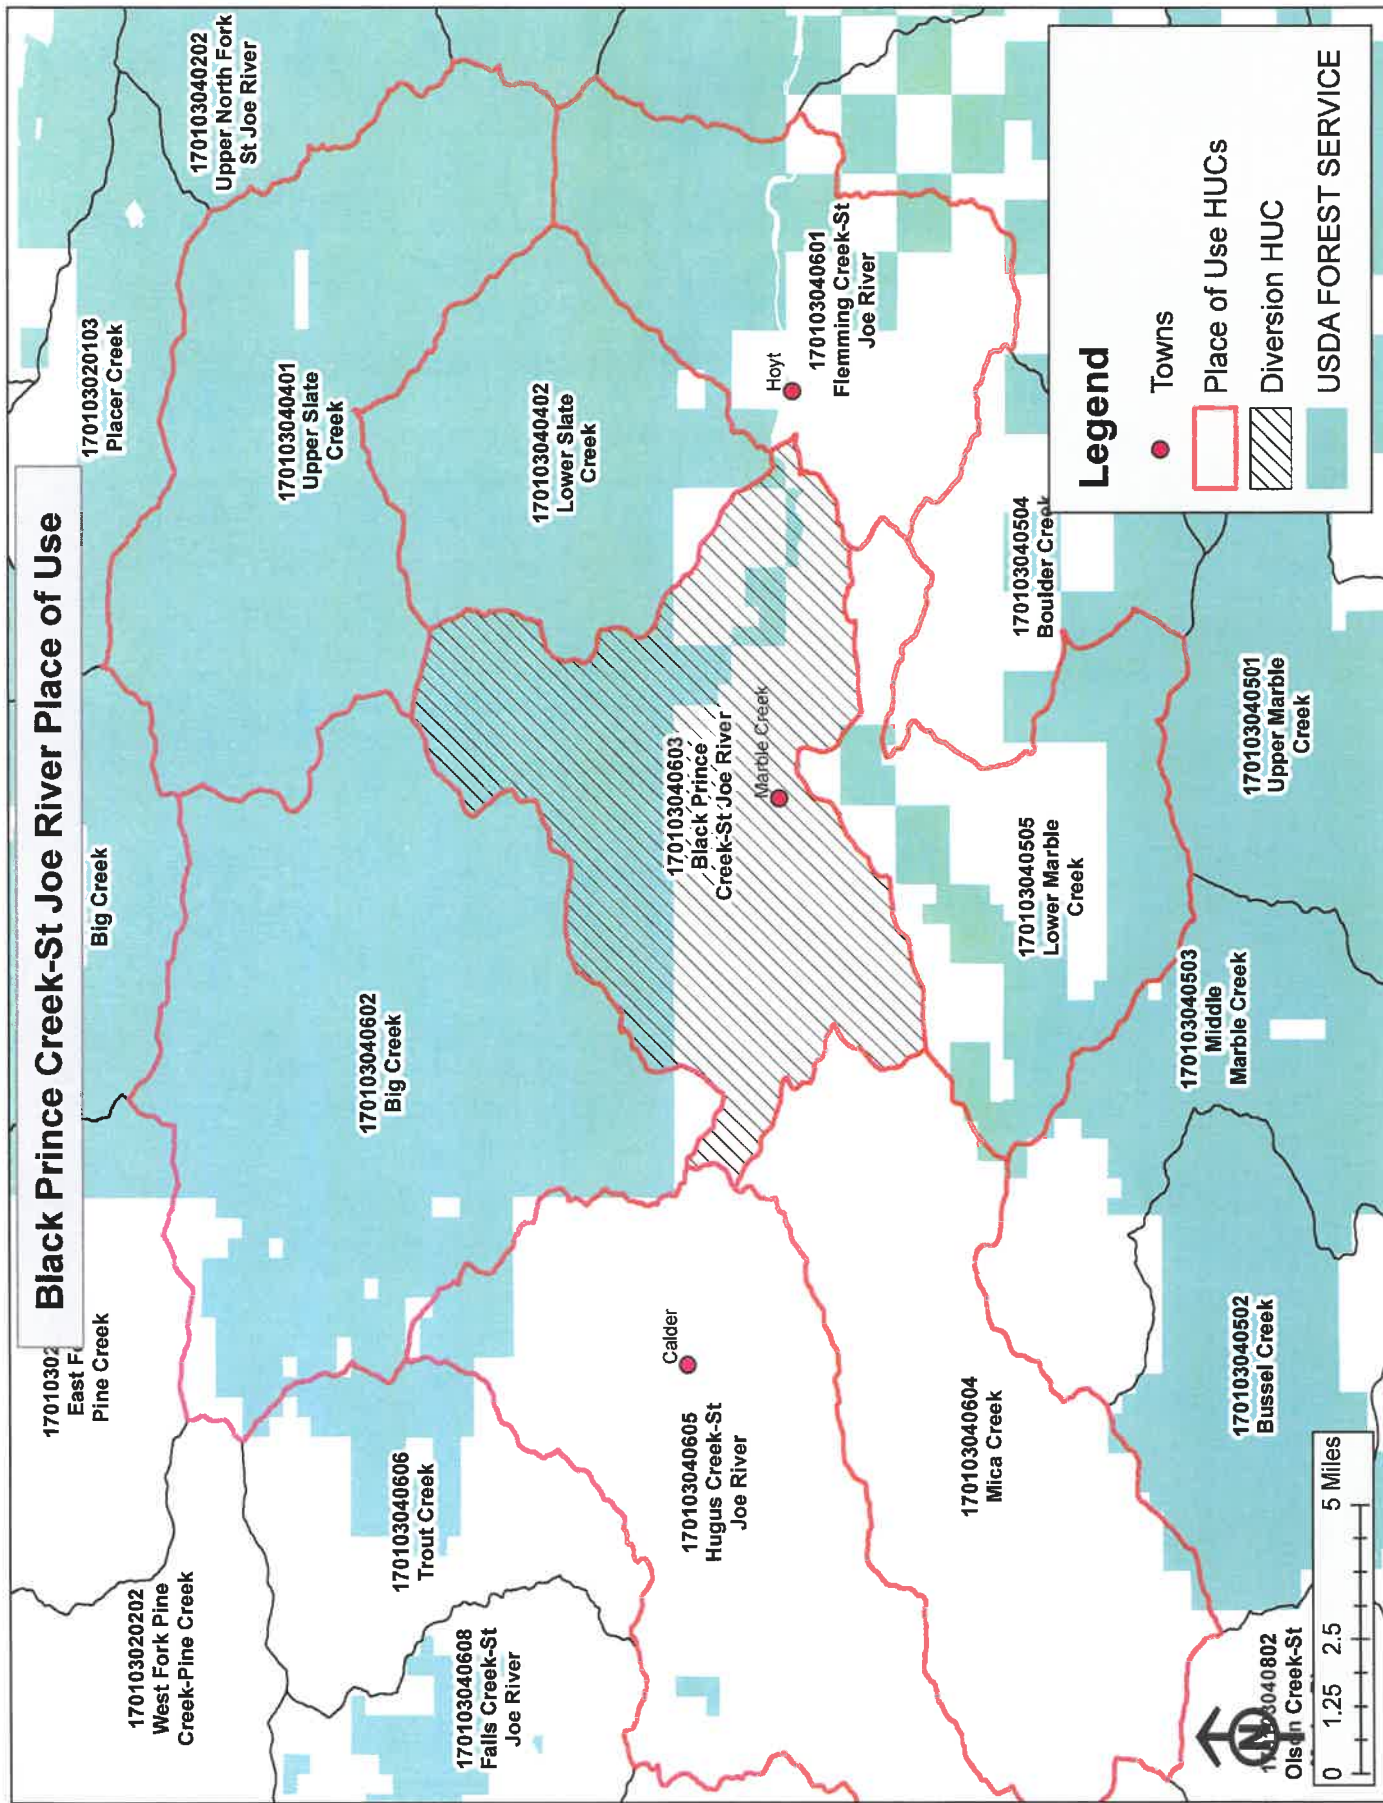 Black Prince Creek-St Joe River Place of Use
East F
Pine Creek
Big Creek
170103020103
Placer Creek
170103040202
Upper North Fork
St Joe River
170103020202
West Fork Pine
Creek-Pine Creek
170103040602
Big Creek
170103040401
Upper Slate
Creek
170103040606
Trout Creek
170103040608
Falls Creek-St
Joe River
170103040402
Lower Slate
Creek
Calder
170103040605
Hugus Creek-St
Joe River
170103040603
Black Prince
Creek-St Joe River
Marble Creek
Hoyt
170103040601
Flemming Creek-St
Joe River
170103040604
Mica Creek
170103040505
Lower Marble
Creek
170103040504
Boulder Creek
170103040503
Middle
Marble Creek
170103040501
Upper Marble
Creek
170103040502
Bussel Creek
Creek-St
N
0 1.25 2.5 5 Miles
Legend
Towns
Place of Use HUCs
Diversion HUC
USDA FOREST SERVICE